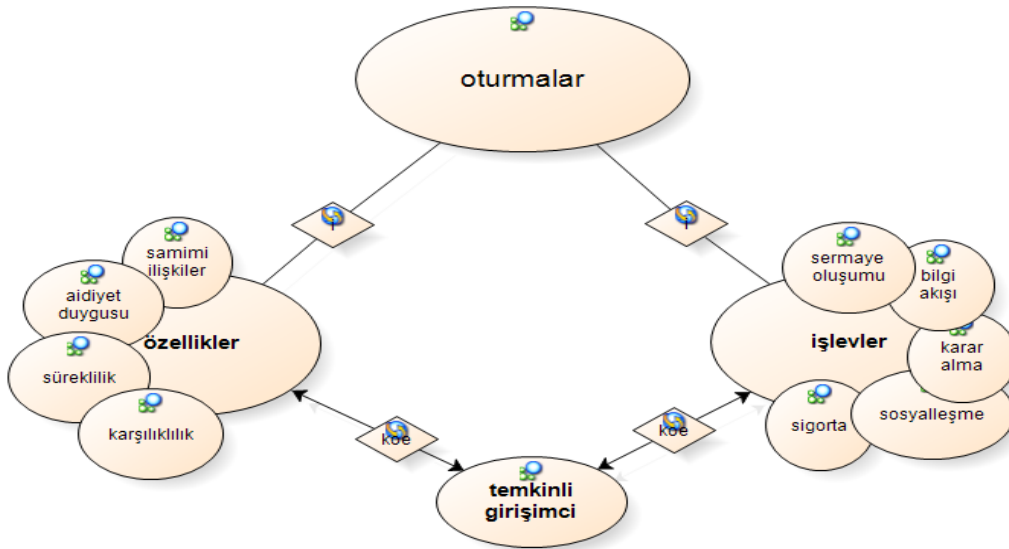 oturmalar
samimi
ilişkiler
aidiyet
duygusu
özellikler
süreklilik
karşılıklılık
sermaye
oluşumu
bilgi
akışı
işlevler
karar
alma
sosyalleşme
sigorta
koe
koe
temkinli
girişimci